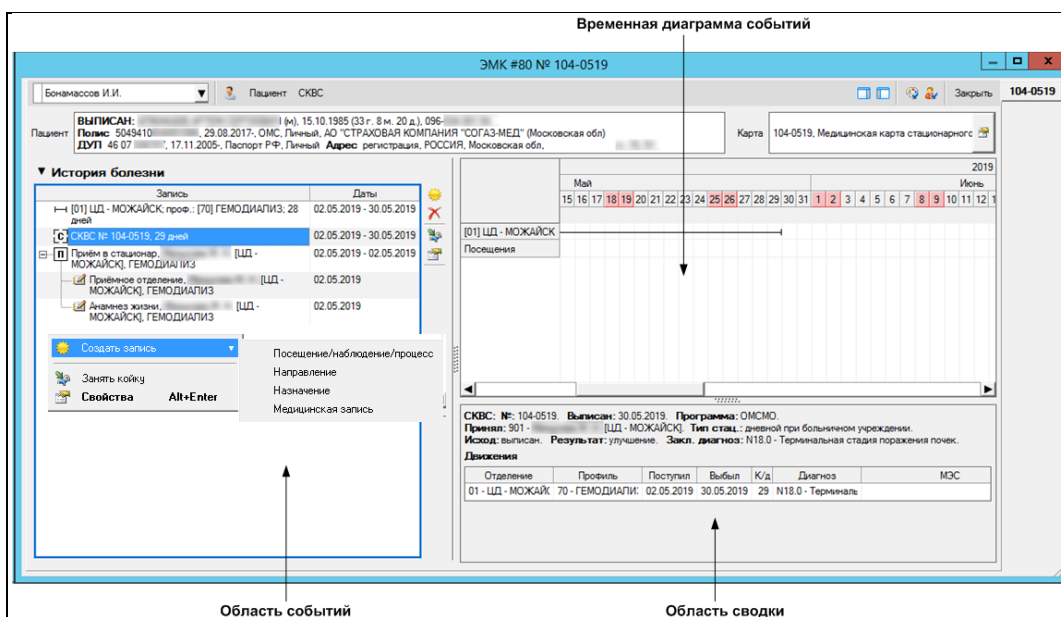 Временная диаграмма событий
ЭМК #80 № 104-0519
Бонамассов И.И. Пациент СКВС Закрыть 104-0519
ВЫПИСАН: (м), 15.10.1985 (33 г. 8 м. 20 д.), 096-
Пациент Полис 5049410 , 29.08.2017-, ОМС, Личный, АО "СТРАХОВАЯ КОМПАНИЯ "СОГАЗ-МЕД" (Московская обл)
ДУЛ 46 07 , 17.11.2005-, Паспорт РФ, Личный Адрес регистрация, РОССИЯ, Московская обл,
Карта 104-0519, Медицинская карта стационарног
История болезни
Запись Даты
[01] ЦД - МОЖАЙСК; проф.: [70] ГЕМОДИАЛИЗ; 28 дней 02.05.2019 - 30.05.2019
[С] СКВС № 104-0519, 29 дней 02.05.2019 - 30.05.2019
П Приём в стационар, [ЦД - МОЖАЙСК], ГЕМОДИАЛИЗ 02.05.2019 - 02.05.2019
Приёмное отделение, [ЦД - МОЖАЙСК], ГЕМОДИАЛИЗ 02.05.2019
Анамнез жизни, [ЦД - МОЖАЙСК], ГЕМОДИАЛИЗ 02.05.2019
Создать запись
Занять койку
Свойства Alt+Enter
Посещение/наблюдение/процесс
Направление
Назначение
Медицинская запись
2019
Май Июнь
15 16 17 18 19 20 21 22 23 24 25 26 27 28 29 30 31 1 2 3 4 5 6 7 8 9 10 11 12 1
[01] ЦД - МОЖАЙСК
Посещения
СКВС: №: 104-0519. Выписан: 30.05.2019. Программа: ОМСМО.
Принял: 901 - [ЦД - МОЖАЙСК]. Тип стац.: дневной при больничном учреждении.
Исход: выписан. Результат: улучшение. Закл. диагноз: N18.0 - Терминальная стадия поражения почек.
Движения
Отделение Профиль Поступил Выбыл К/д Диагноз МЭС
01 - ЦД - МОЖАЙС 70 - ГЕМОДИАЛИЗ 02.05.2019 30.05.2019 29 N18.0 - Терминаль
Область событий
Область сводки